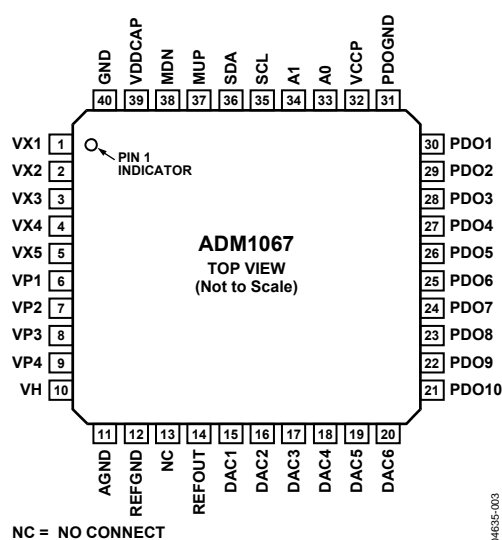 GND
VDDCAP
MDN
MUP
SDA
SCL
A1
A0
VCCP
PDOGND
40
39
38
37
36
35
34
33
32
31
VX1 1
VX2 2
VX3 3
VX4 4
VX5 5
VP1 6
VP2 7
VP3 8
VP4 9
VH 10
PIN 1
INDICATOR
ADM1067
TOP VIEW
(Not to Scale)
30 PDO1
29 PDO2
28 PDO3
27 PDO4
26 PDO5
25 PDO6
24 PDO7
23 PDO8
22 PDO9
21 PDO10
11
12
13
14
15
16
17
18
19
20
AGND
REFGND
NC
REFOUT
DAC1
DAC2
DAC3
DAC4
DAC5
DAC6
NC = NO CONNECT
04635-003